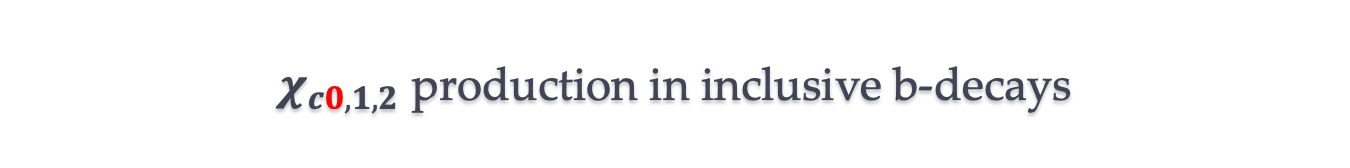 χc0,1,2 production in inclusive b-decays